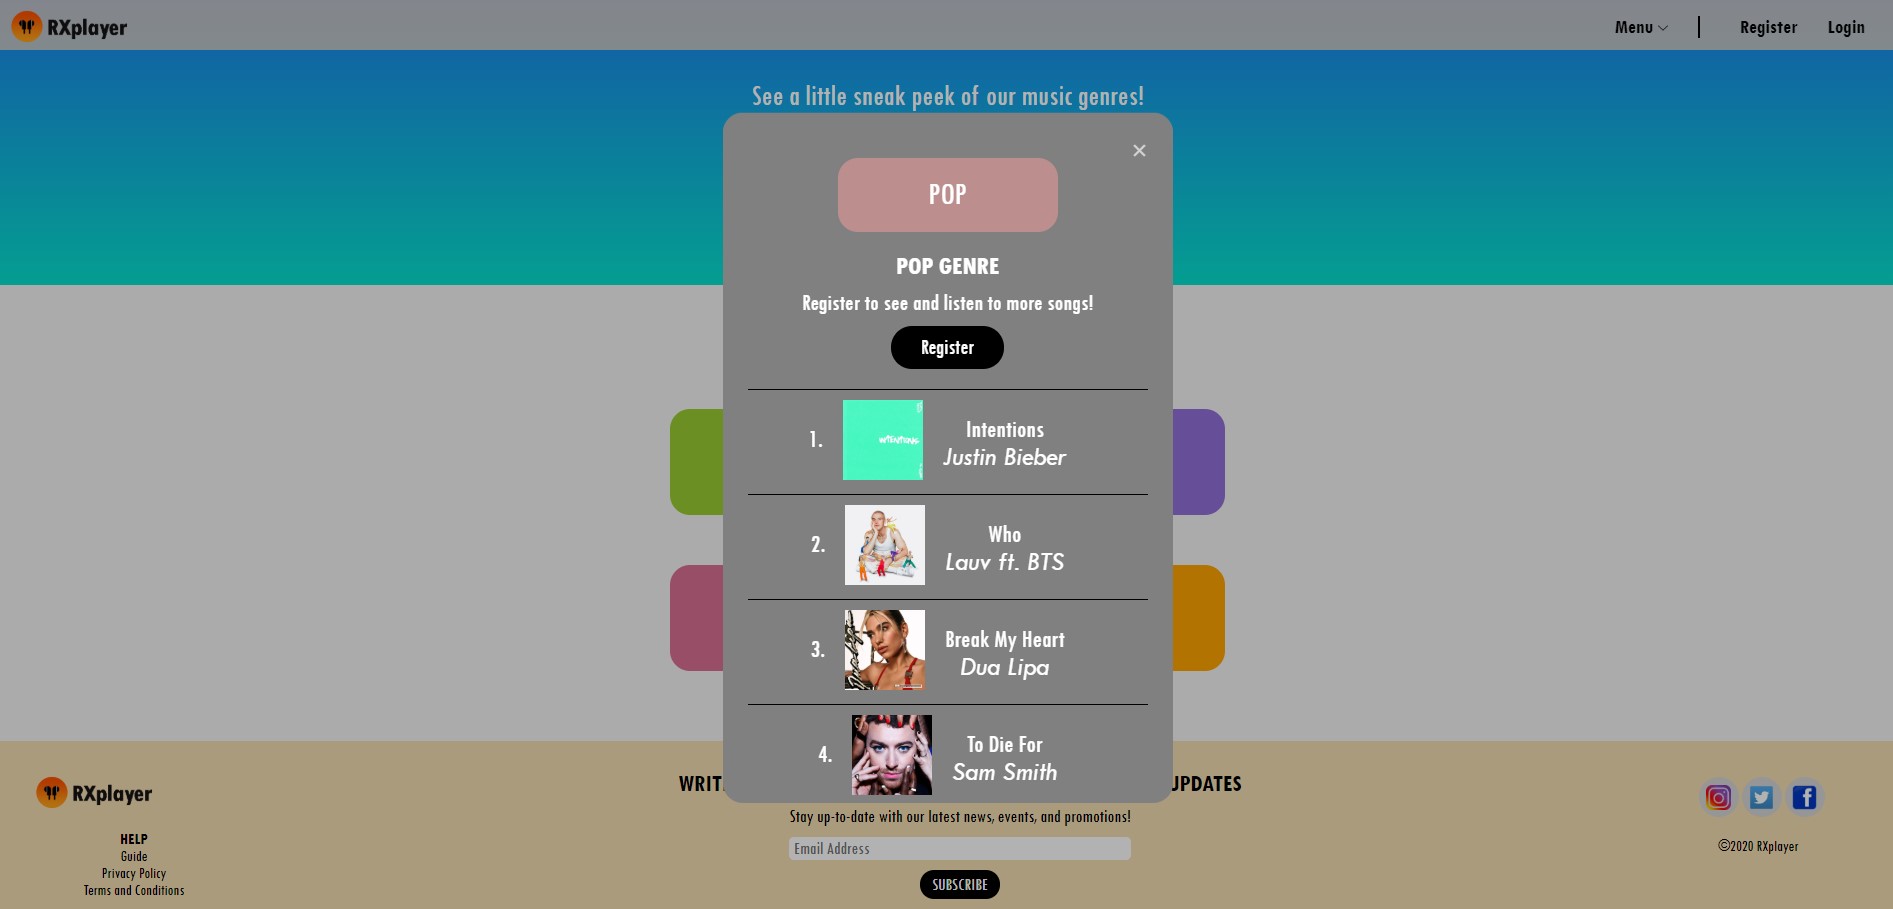 RXplayer
Menu
Register
Login
See a little sneak peek of our music genres!
POP
POP GENRE
Register to see and listen to more songs!
Register
1.
INTENTIONS
Intentions
Justin Bieber
2.
Who
Lauv ft. BTS
3.
Break My Heart
Dua Lipa
4.
To Die For
Sam Smith
RXplayer
HELP
Guide
Privacy Policy
Terms and Conditions
UPDATES
Stay up-to-date with our latest news, events, and promotions!
Email Address
SUBSCRIBE
©2020 RXplayer